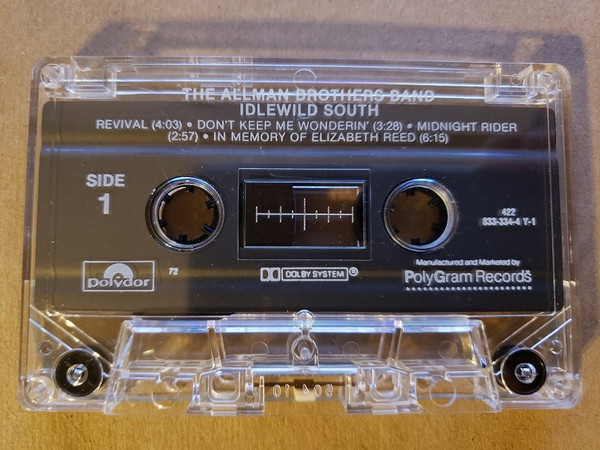 THE ALLMAN BROTHERS BAND
IDLEWILD SOUTH
REVIVAL (4:03) • DON'T KEEP ME WONDERIN' (3:28) • MIDNIGHT RIDER
(2:57) • IN MEMORY OF ELIZABETH REED (6:15)
SIDE
1
422
833-334-4 Y-1
polydor
72
DOLBY SYSTEM ®
Manufactured and Marketed by
PolyGram Records